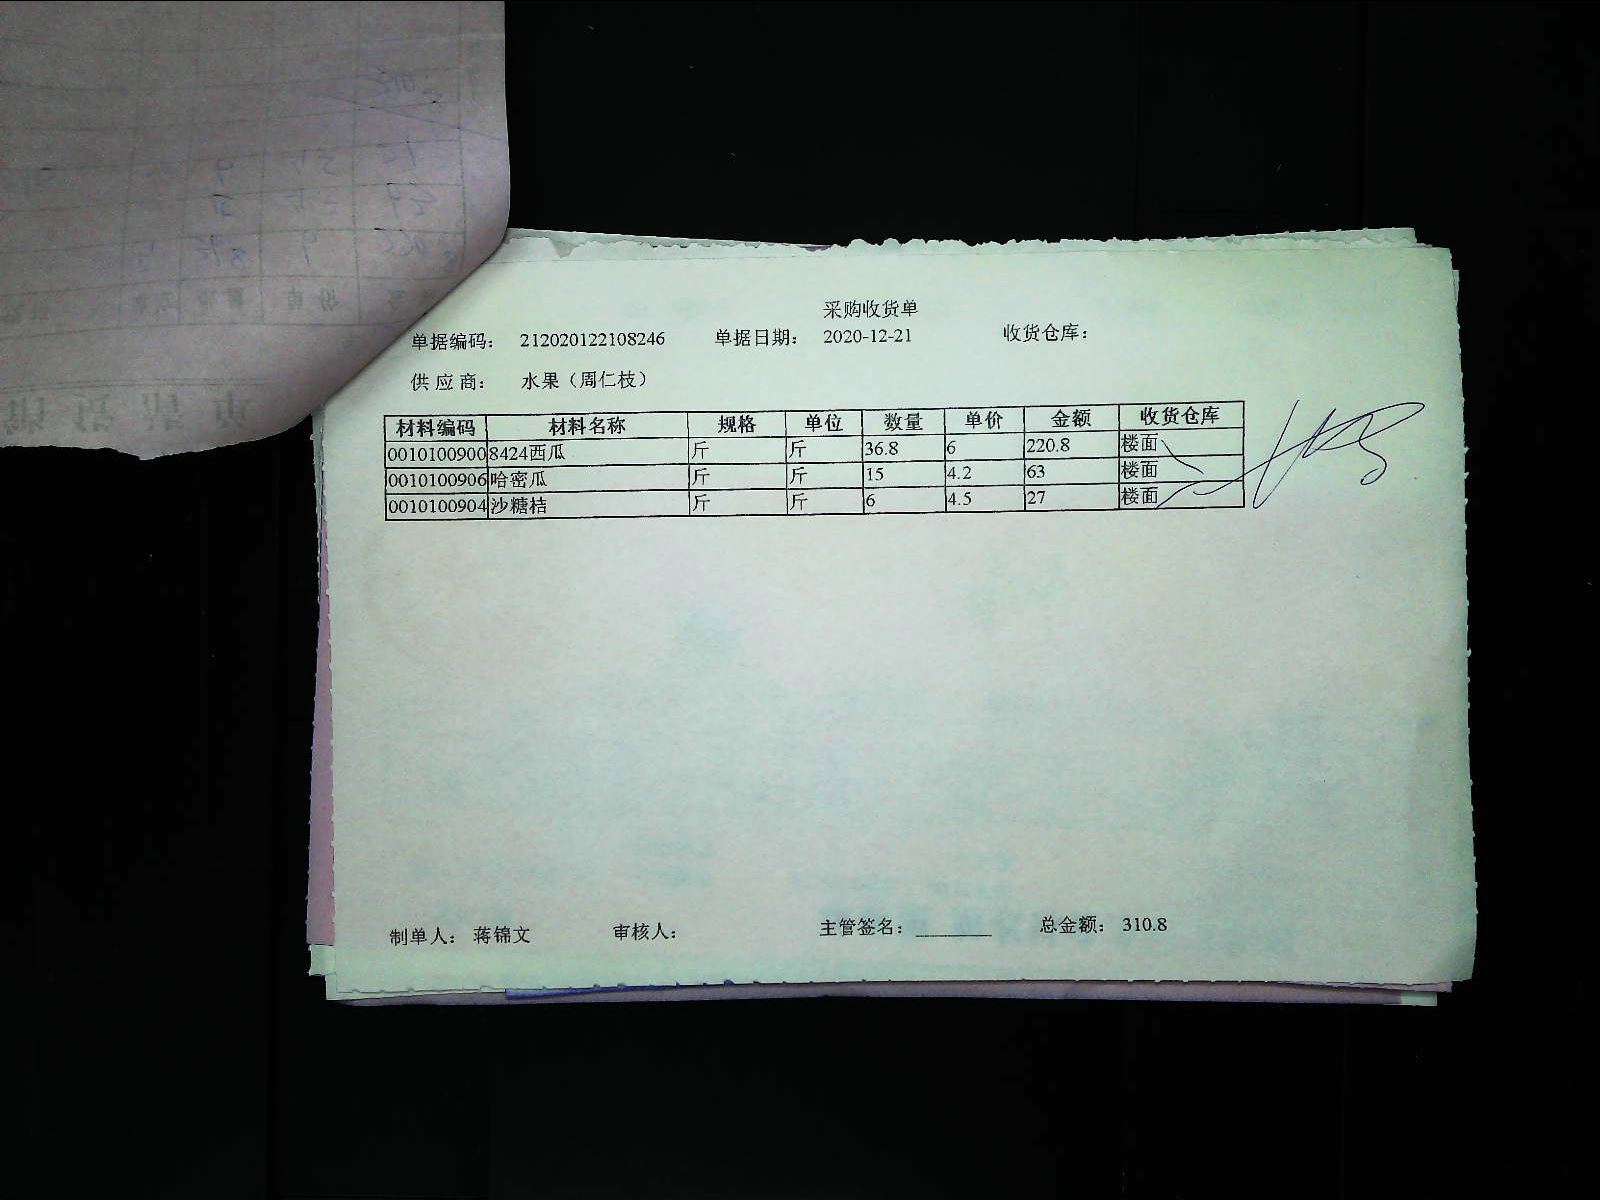 采购收货单
单据编码： 212020122108246 单据日期： 2020-12-21 收货仓库：
供 应 商： 水果（周仁枝）
材料编码 材料名称 规格 单位 数量 单价 金额 收货仓库
0010100900 8424西瓜 斤 斤 36.8 6 220.8 楼面
0010100906 哈密瓜 斤 斤 15 4.2 63 楼面
0010100904 沙糖桔 斤 斤 6 4.5 27 楼面
制单人： 蒋锦文 审核人： 主管签名： 总金额： 310.8